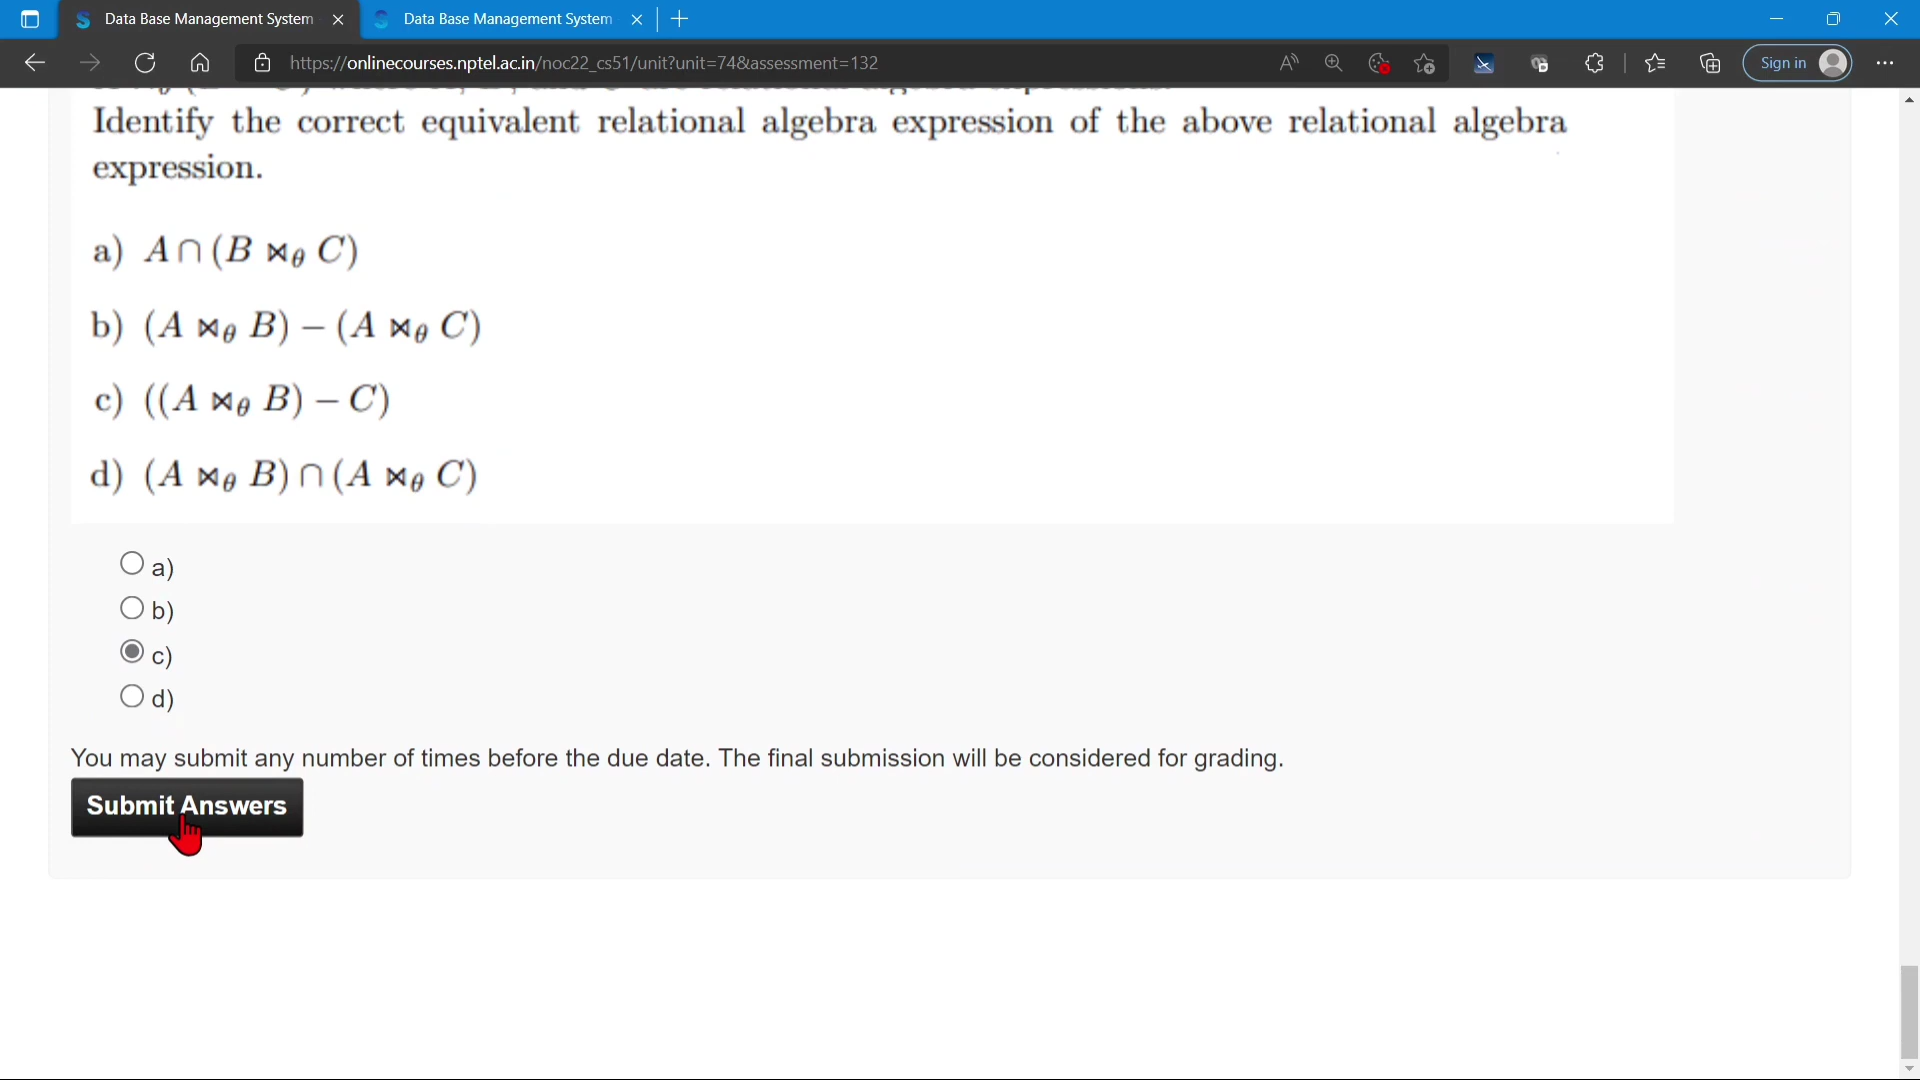 Data Base Management System
Data Base Management System
https://onlinecourses.nptel.ac.in/noc22_cs51/unit?unit=74&assessment=132
Sign in
Identify the correct equivalent relational algebra expression of the above relational algebra
expression.
a) A ∩ (B ⋈θ C)
b) (A ⋈θ B) − (A ⋈θ C)
c) ((A ⋈θ B) − C)
d) (A ⋈θ B) ∩ (A ⋈θ C)
a)
b)
c)
d)
You may submit any number of times before the due date. The final submission will be considered for grading.
Submit Answers